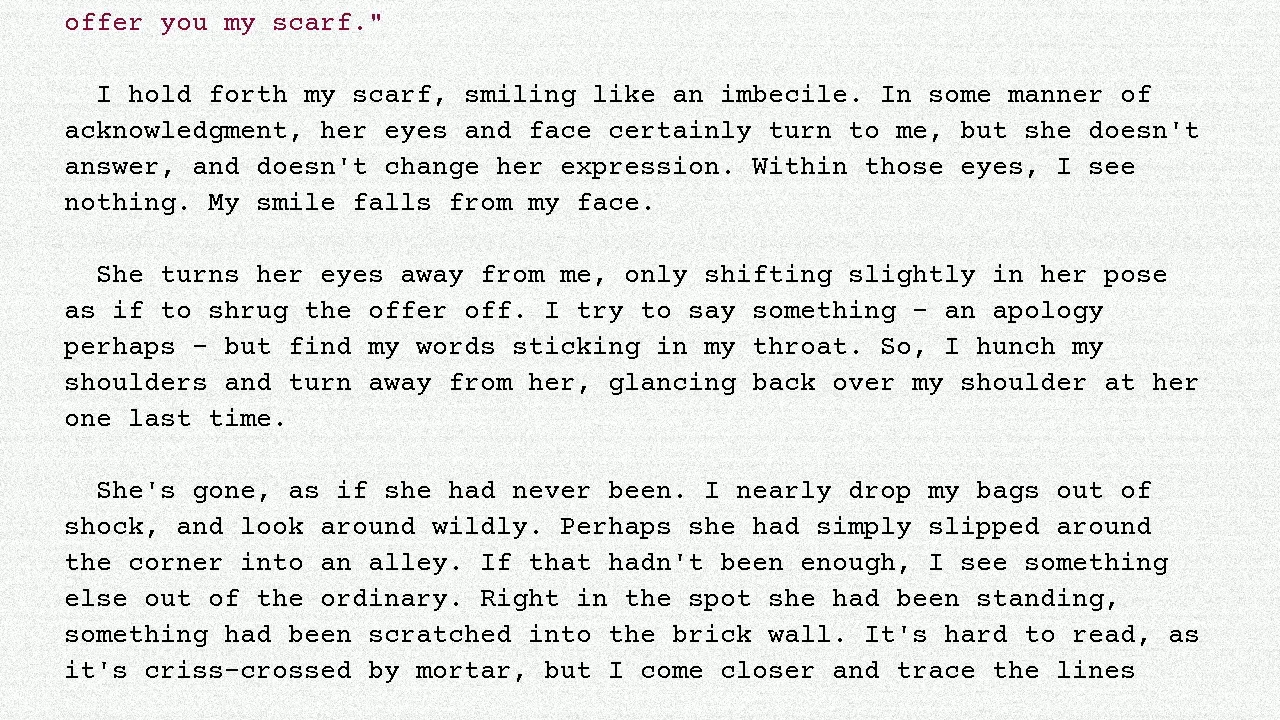 offer you my scarf."
I hold forth my scarf, smiling like an imbecile. In some manner of
acknowledgment, her eyes and face certainly turn to me, but she doesn't
answer, and doesn't change her expression. Within those eyes, I see
nothing. My smile falls from my face.
She turns her eyes away from me, only shifting slightly in her pose
as if to shrug the offer off. I try to say something – an apology
perhaps – but find my words sticking in my throat. So, I hunch my
shoulders and turn away from her, glancing back over my shoulder at her
one last time.
She's gone, as if she had never been. I nearly drop my bags out of
shock, and look around wildly. Perhaps she had simply slipped around
the corner into an alley. If that hadn't been enough, I see something
else out of the ordinary. Right in the spot she had been standing,
something had been scratched into the brick wall. It's hard to read, as
it's criss-crossed by mortar, but I come closer and trace the lines